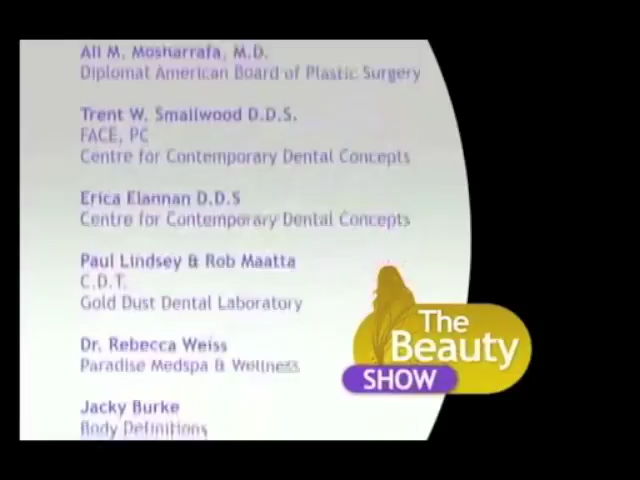 Ali M. Mosharrafa, M.D.
Diplomat American Board of Plastic Surgery
Trent W. Smallwood D.D.S.
FACE, PC
Centre for Contemporary Dental Concepts
Erica Elannan D.D.S
Centre for Contemporary Dental Concepts
Paul Lindsey & Rob Maatta
C.D.T.
Gold Dust Dental Laboratory
Dr. Rebecca Weiss
Paradise Medspa & Wellness
Jacky Burke
Body Definitions
The
Beauty
SHOW